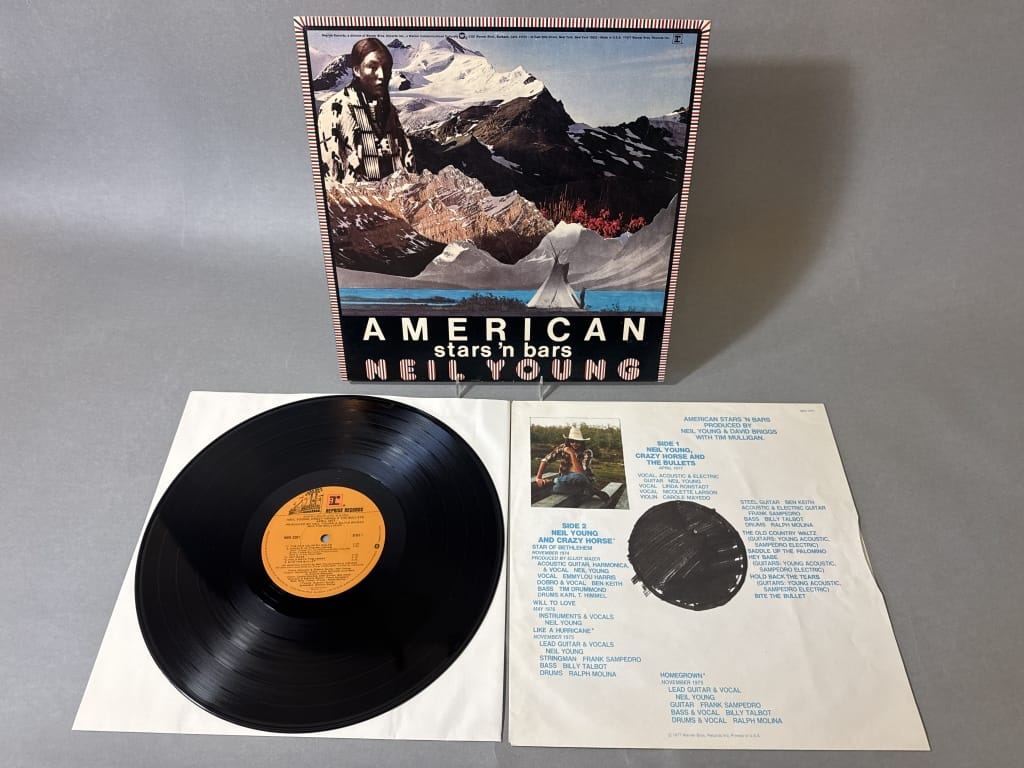 AMERICAN
stars 'n bars
NEIL YOUNG
REPRISE RECORDS
AMERICAN STARS 'N BARS
PRODUCED BY
NEIL YOUNG & DAVID BRIGGS
WITH TIM MULLIGAN.
SIDE 1
NEIL YOUNG,
CRAZY HORSE AND
THE BULLETS
APRIL 1977
VOCAL, ACOUSTIC & ELECTRIC
GUITAR NEIL YOUNG
VOCAL LINDA RONSTADT
VOCAL NICOLETTE LARSON
VIOLIN CAROLE MAYEDO
STEEL GUITAR BEN KEITH
ACOUSTIC & ELECTRIC GUITAR
FRANK SAMPEDRO
BASS BILLY TALBOT
DRUMS RALPH MOLINA
THE OLD COUNTRY WALTZ
(GUITARS: YOUNG ACOUSTIC,
SAMPEDRO ELECTRIC)
SADDLE UP THE PALOMINO
HEY BABE
(GUITARS: YOUNG ACOUSTIC,
SAMPEDRO ELECTRIC)
HOLD BACK THE TEARS
(GUITARS: YOUNG ACOUSTIC,
SAMPEDRO ELECTRIC)
BITE THE BULLET
SIDE 2
NEIL YOUNG
AND CRAZY HORSE*
STAR OF BETHLEHEM
NOVEMBER 1974
PRODUCED BY ELLIOT MAZER
ACOUSTIC GUITAR, HARMONICA,
& VOCAL NEIL YOUNG
VOCAL EMMYLOU HARRIS
DOBRO & VOCAL BEN KEITH
BASS TIM DRUMMOND
DRUMS KARL T. HIMMEL
WILL TO LOVE
MAY 1976
INSTRUMENTS & VOCALS
NEIL YOUNG
LIKE A HURRICANE*
NOVEMBER 1975
LEAD GUITAR & VOCALS
NEIL YOUNG
STRINGMAN FRANK SAMPEDRO
BASS BILLY TALBOT
DRUMS RALPH MOLINA
HOMEGROWN*
NOVEMBER 1975
LEAD GUITAR & VOCAL
NEIL YOUNG
GUITAR FRANK SAMPEDRO
BASS & VOCAL BILLY TALBOT
DRUMS & VOCAL RALPH MOLINA
© 1977 Warner Bros. Records Inc. Printed in U.S.A.